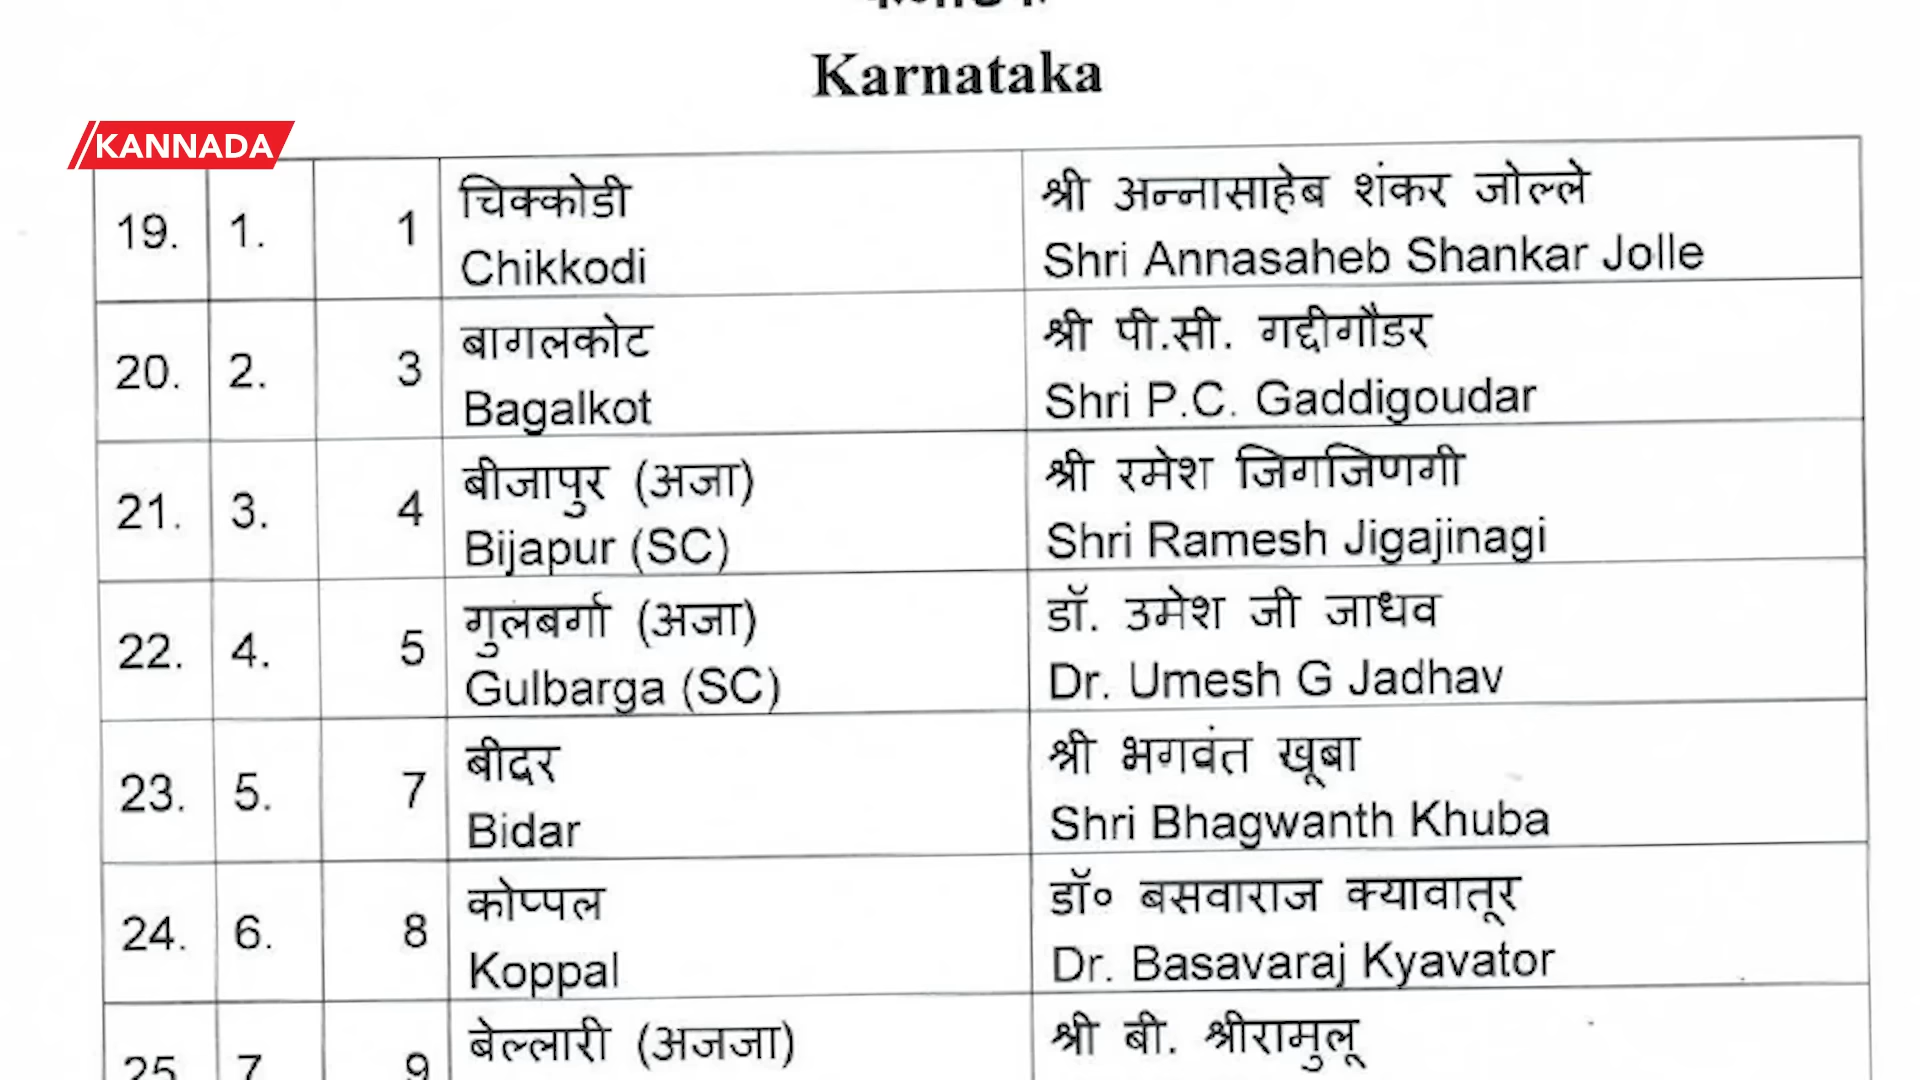 Karnataka
KANNADA
19. 1. 1 चिक्कोडी श्री अन्नासाहेब शंकर जोल्ले
Chikkodi Shri Annasaheb Shankar Jolle
20. 2. 3 बागलकोट श्री पी.सी. गद्दीगौडर
Bagalkot Shri P.C. Gaddigoudar
21. 3. 4 बीजापुर (अजा) श्री रमेश जिगजिणगी
Bijapur (SC) Shri Ramesh Jigajinagi
22. 4. 5 गुलबर्गा (अजा) डॉ. उमेश जी जाधव
Gulbarga (SC) Dr. Umesh G Jadhav
23. 5. 7 बीदर श्री भगवंत खूबा
Bidar Shri Bhagwanth Khuba
24. 6. 8 कोप्पल डॉ० बसवाराज क्यावातूर
Koppal Dr. Basavaraj Kyavator
25 7 9 बेल्लारी (अजजा) श्री बी. श्रीरामुलू